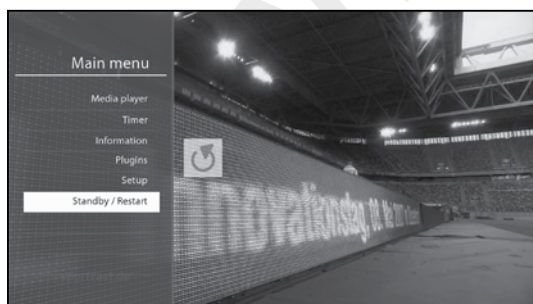 Main menu
Media player
Timer
Information
Plugins
Setup
Standby / Restart